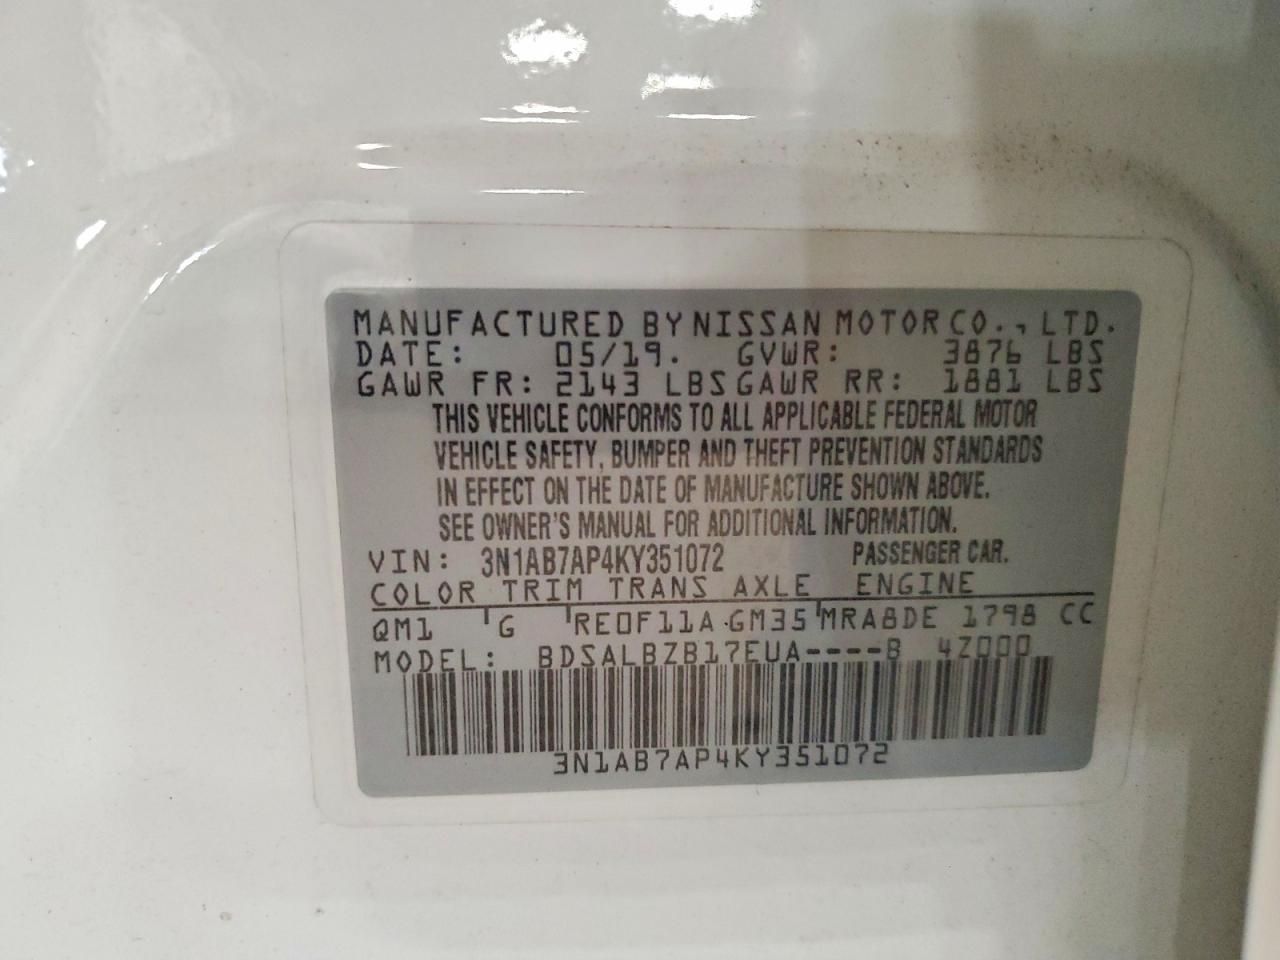 MANUFACTURED BY NISSAN MOTOR CO., LTD.
DATE: 05/19. GVWR: 3876 LBS
GAWR FR: 2143 LBS GAWR RR: 1881 LBS
THIS VEHICLE CONFORMS TO ALL APPLICABLE FEDERAL MOTOR
VEHICLE SAFETY, BUMPER AND THEFT PREVENTION STANDARDS
IN EFFECT ON THE DATE OF MANUFACTURE SHOWN ABOVE.
SEE OWNER'S MANUAL FOR ADDITIONAL INFORMATION.
VIN: 3N1AB7AP4KY351072 PASSENGER CAR.
COLOR TRIM TRANS AXLE ENGINE
QM1 G RE0F11A GM35 MRA8DE 1798 CC
MODEL: BDSALBZB17EUA----B 4Z000
3N1AB7AP4KY351072